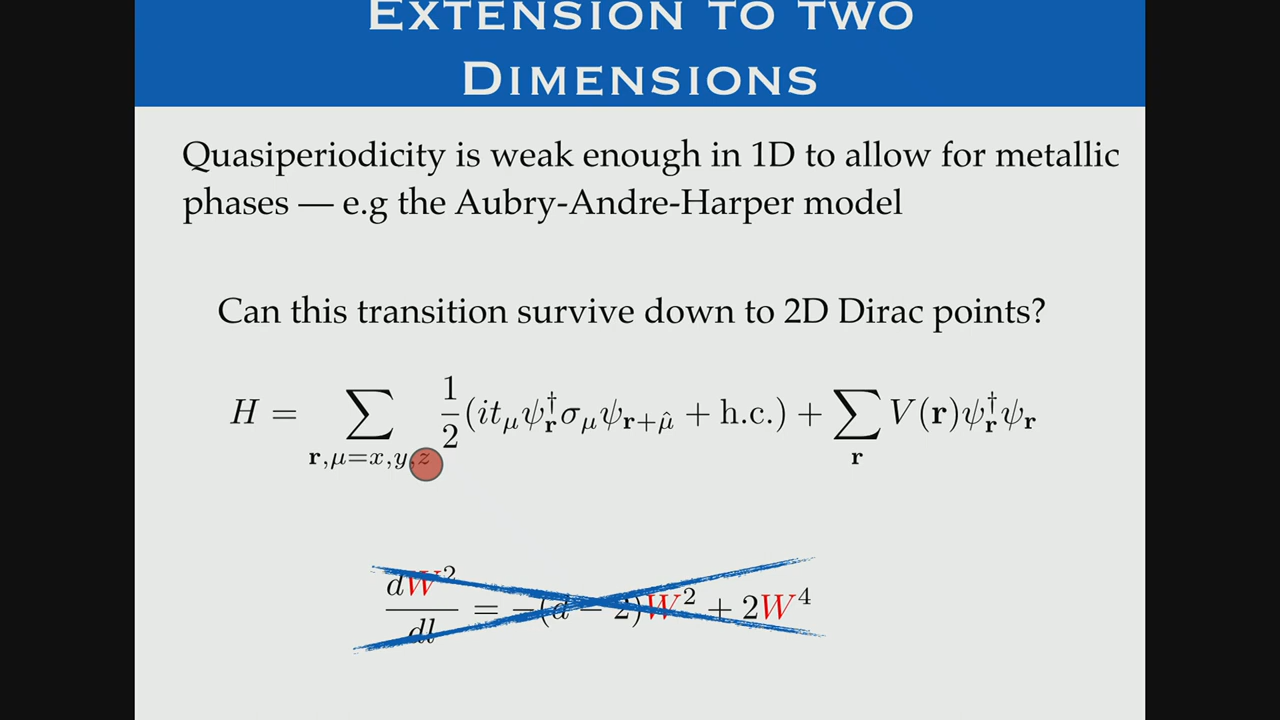 EXTENSION TO TWO
DIMENSIONS
Quasiperiodicity is weak enough in 1D to allow for metallic
phases — e.g the Aubry-Andre-Harper model
Can this transition survive down to 2D Dirac points?
H = ∑_{r,μ=x,y,z} 1/2 (it_μ ψ†_r σ_μ ψ_{r+μ̂} + h.c.) + ∑_r V(r)ψ†_r ψ_r
dW²/dl = −(d − 2)W² + 2W⁴